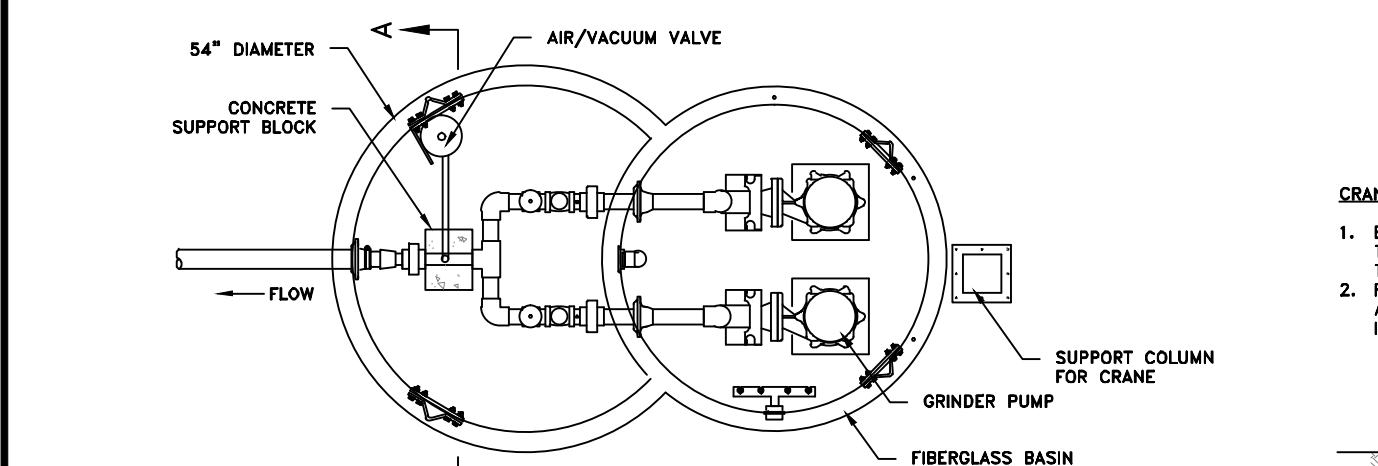 A
54" DIAMETER
AIR/VACUUM VALVE
CONCRETE
SUPPORT BLOCK
FLOW
SUPPORT COLUMN
FOR CRANE
GRINDER PUMP
FIBERGLASS BASIN
1.
2.